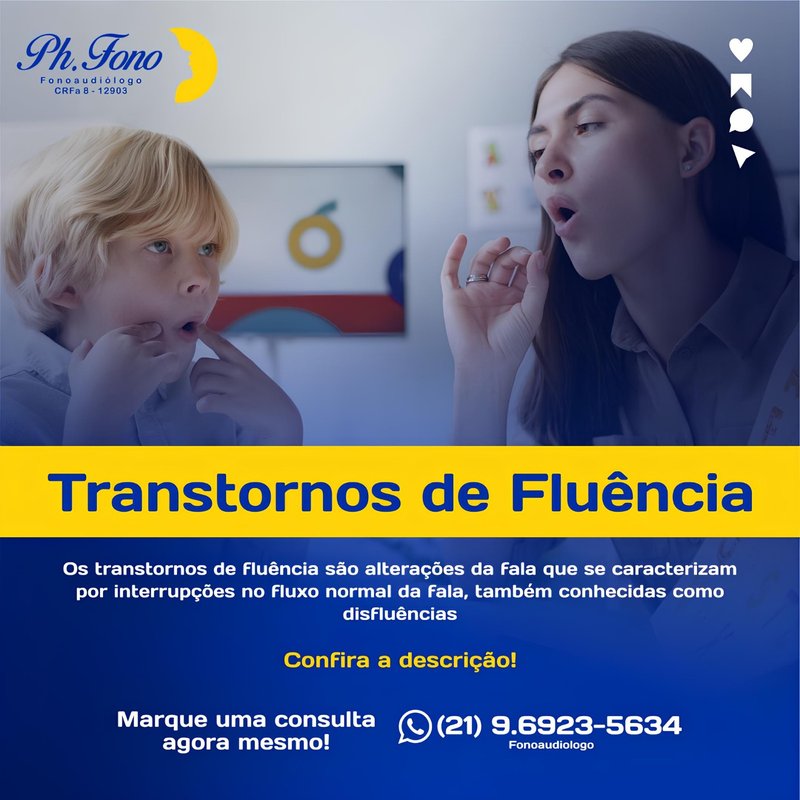 Ph. Fono
Fonoaudiólogo
CRFa 8 - 12903
Transtornos de Fluência
Os transtornos de fluência são alterações da fala que se caracterizam
por interrupções no fluxo normal da fala, também conhecidas como
disfluências
Confira a descrição!
Marque uma consulta
agora mesmo!
(21) 9.6923-5634
Fonoaudiologo